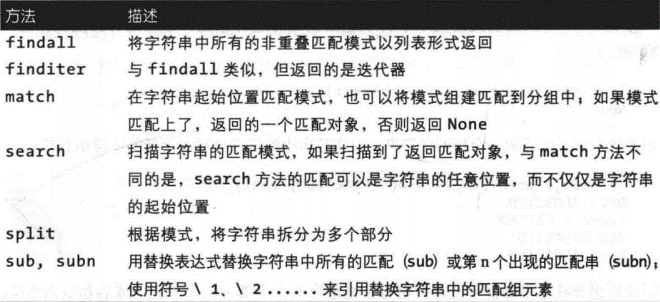 方法 描述
findall 将字符串中所有的非重叠匹配模式以列表形式返回
finditer 与 findall 类似，但返回的是迭代器
match 在字符串起始位置匹配模式，也可以将模式组建匹配到分组中；如果模式
匹配上了，返回的一个匹配对象，否则返回 None
search 扫描字符串的匹配模式，如果扫描到了返回匹配对象，与 match 方法不
同的是，search 方法的匹配可以是字符串的任意位置，而不仅仅是字符串
的起始位置
split 根据模式，将字符串拆分为多个部分
sub, subn 用替换表达式替换字符串中所有的匹配（sub）或第 n 个出现的匹配串（subn）；
使用符号 \ 1、\ 2 ...... 来引用替换字符串中的匹配组元素